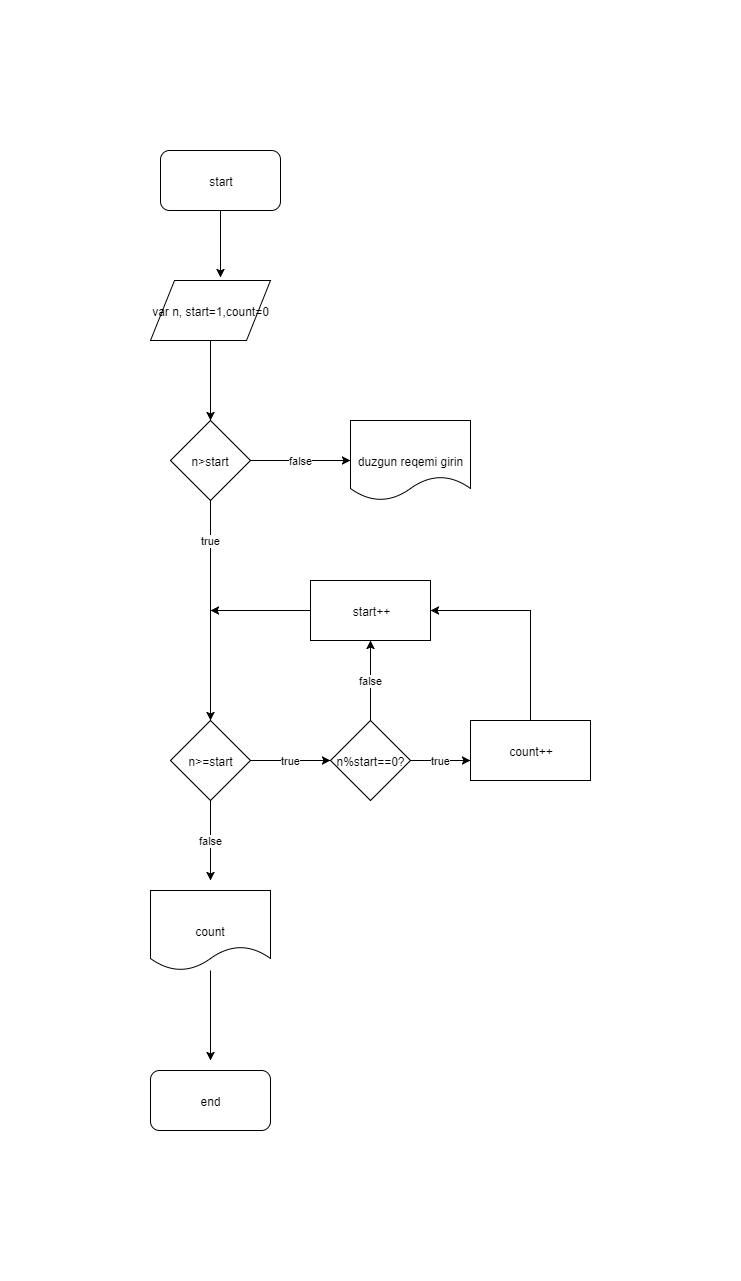 start
var n, start=1,count=0
n>start
false
duzgun reqemi girin
true
start++
false
n>=start
true
n%start==0?
true
count++
false
count
end